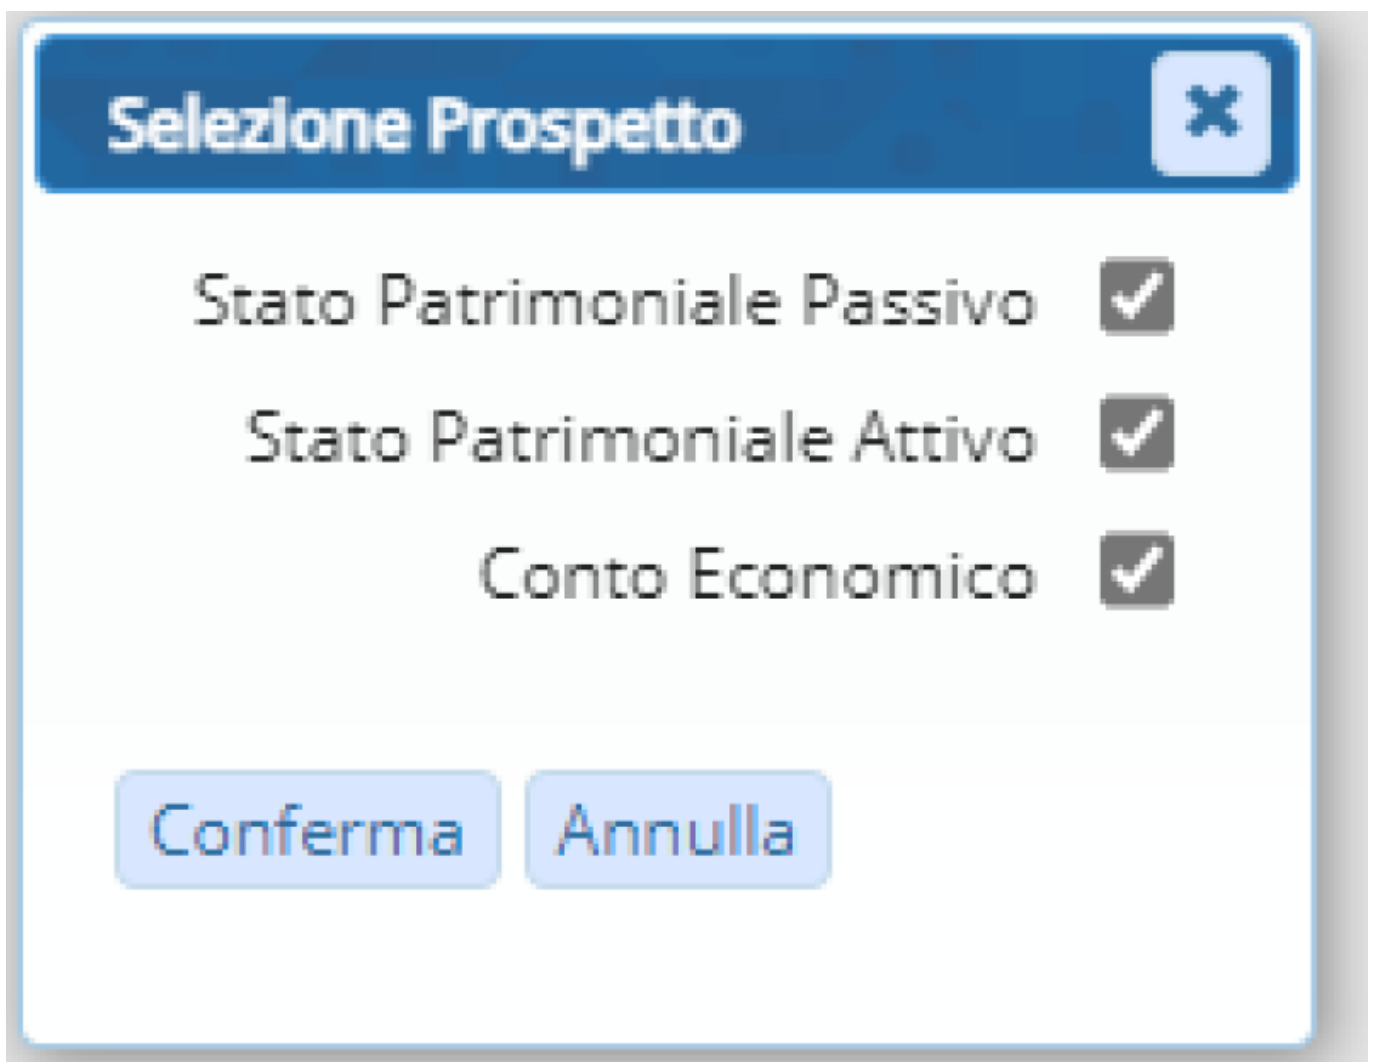 Selezione Prospetto
Stato Patrimoniale Passivo
Stato Patrimoniale Attivo
Conto Economico
Conferma Annulla